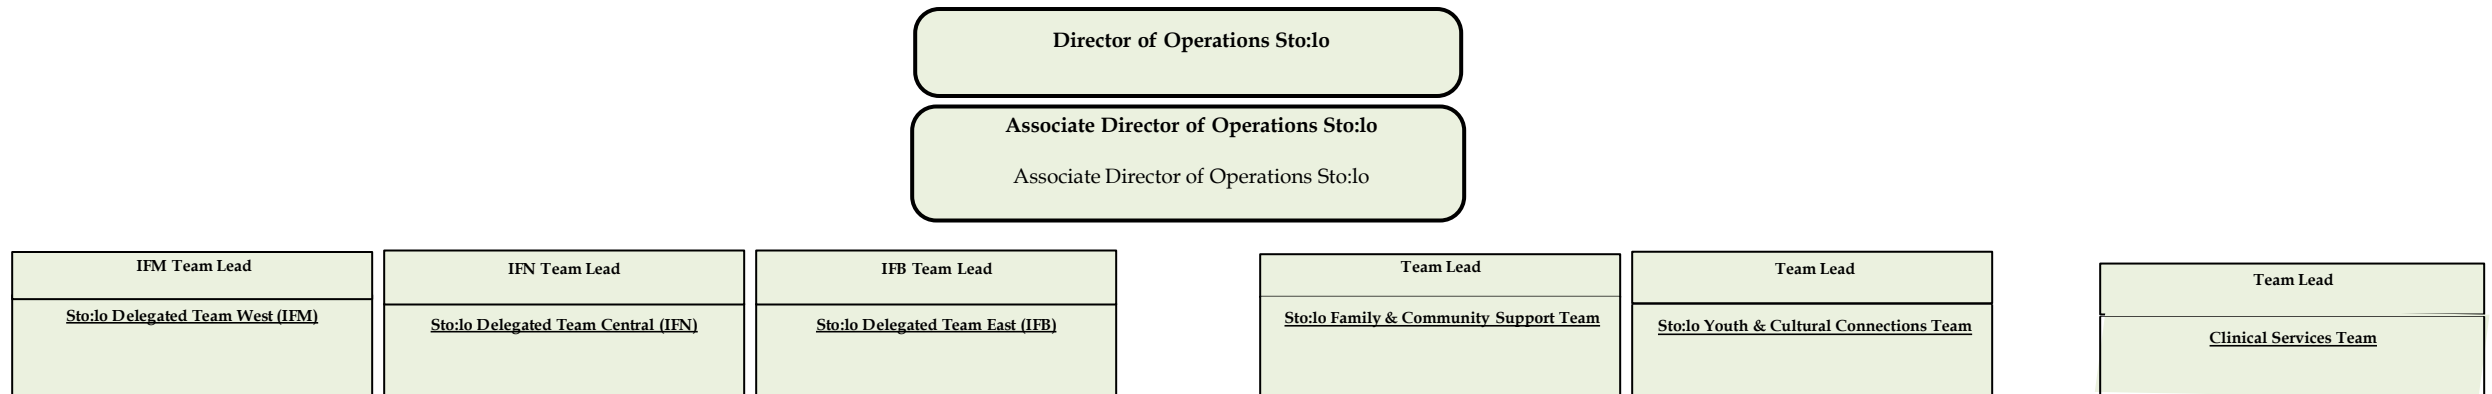 Director of Operations Sto:lo
Associate Director of Operations Sto:lo
Associate Director of Operations Sto:lo
IFM Team Lead
Sto:lo Delegated Team West (IFM)
IFN Team Lead
Sto:lo Delegated Team Central (IFN)
IFB Team Lead
Sto:lo Delegated Team East (IFB)
Team Lead
Sto:lo Family & Community Support Team
Team Lead
Sto:lo Youth & Cultural Connections Team
Team Lead
Clinical Services Team